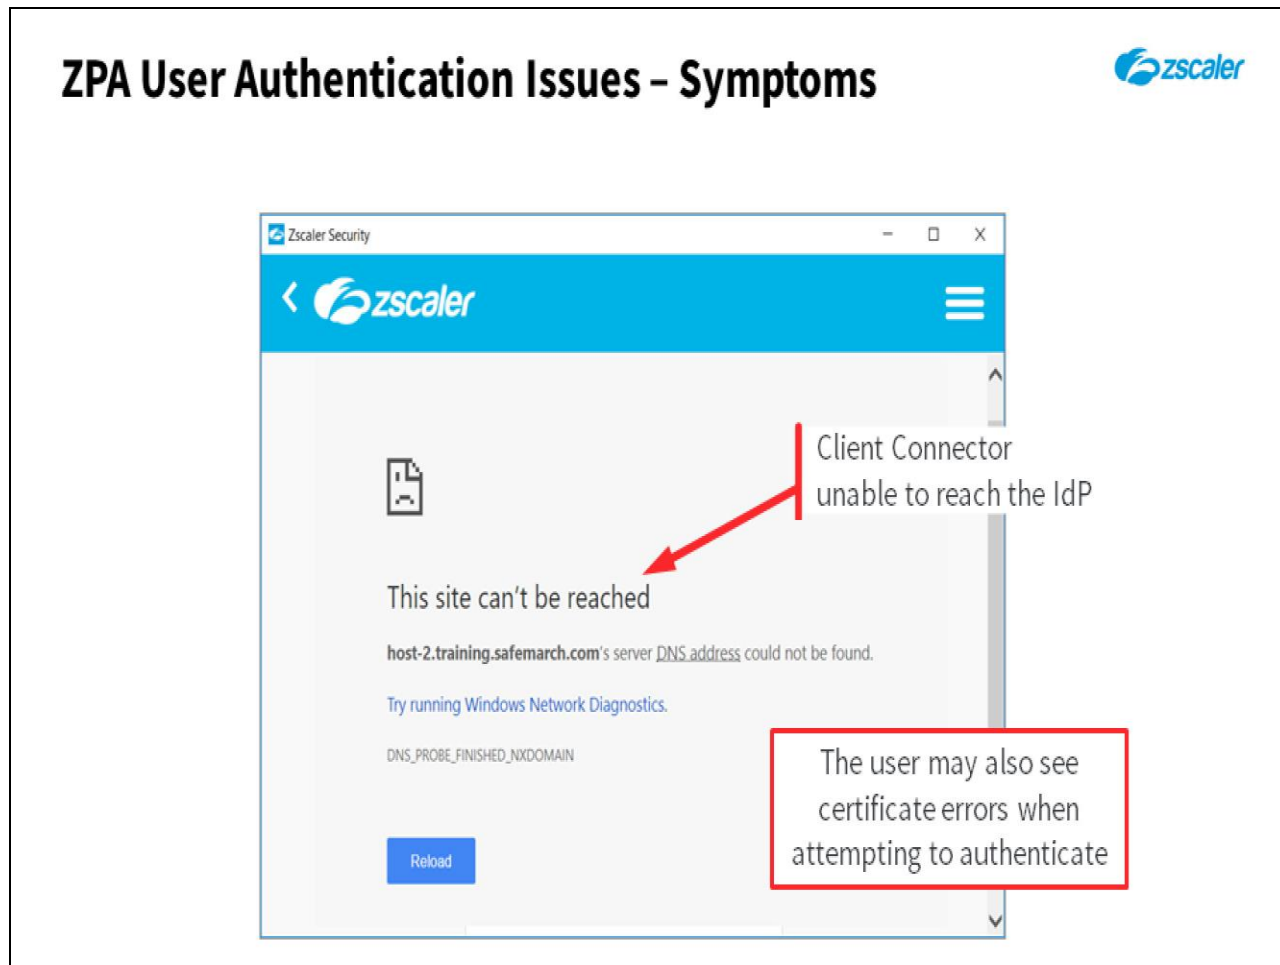 ZPA User Authentication Issues – Symptoms
zscaler
Zscaler Security
zscaler
Client Connector
unable to reach the IdP
This site can't be reached
host-2.training.safemarch.com's server DNS address could not be found.
Try running Windows Network Diagnostics.
DNS_PROBE_FINISHED_NXDOMAIN
The user may also see
certificate errors when
attempting to authenticate
Reload